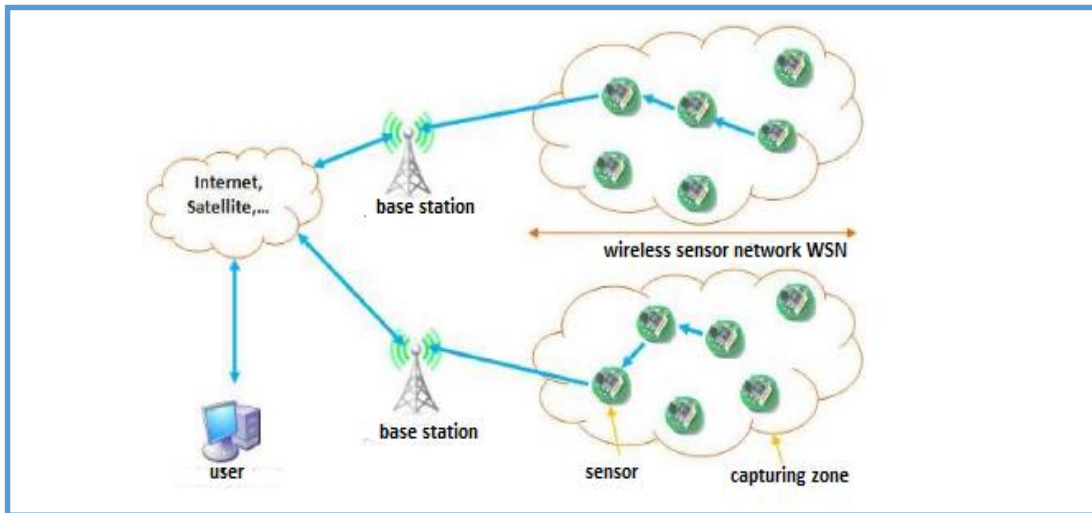 Internet,
Satellite,...
base station
wireless sensor network WSN
base station
user
sensor
capturing zone